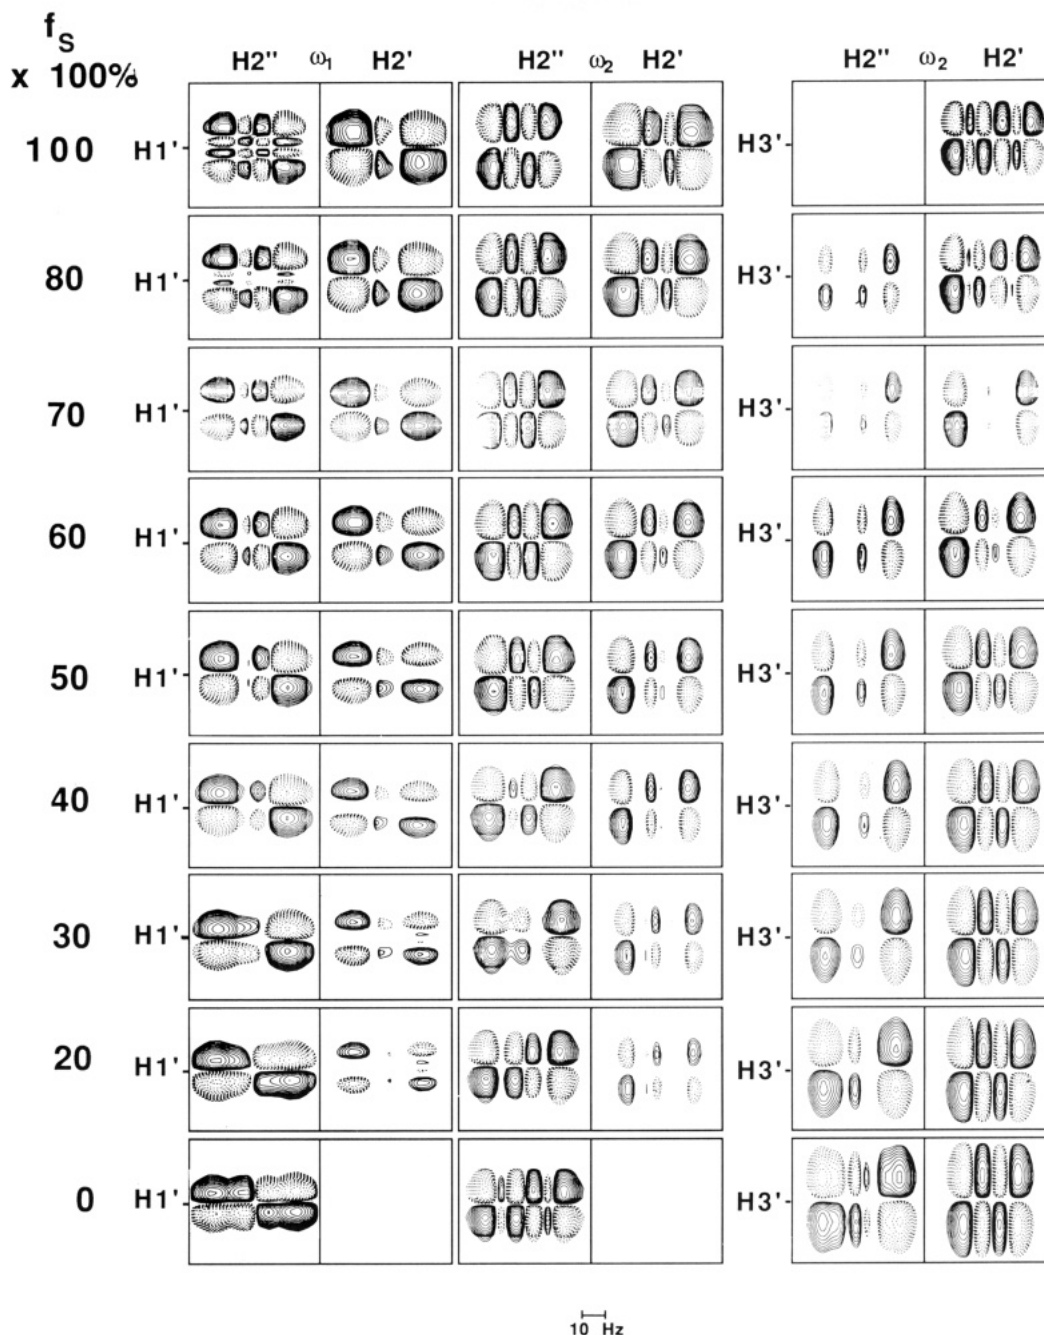 f_S
x 100%
H2'' ω₁ H2' H2'' ω₂ H2' H2'' ω₂ H2'
100 H1' H3'
80 H1' H3'
70 H1' H3'
60 H1' H3'
50 H1' H3'
40 H1' H3'
30 H1' H3'
20 H1' H3'
0 H1' H3'
10 Hz